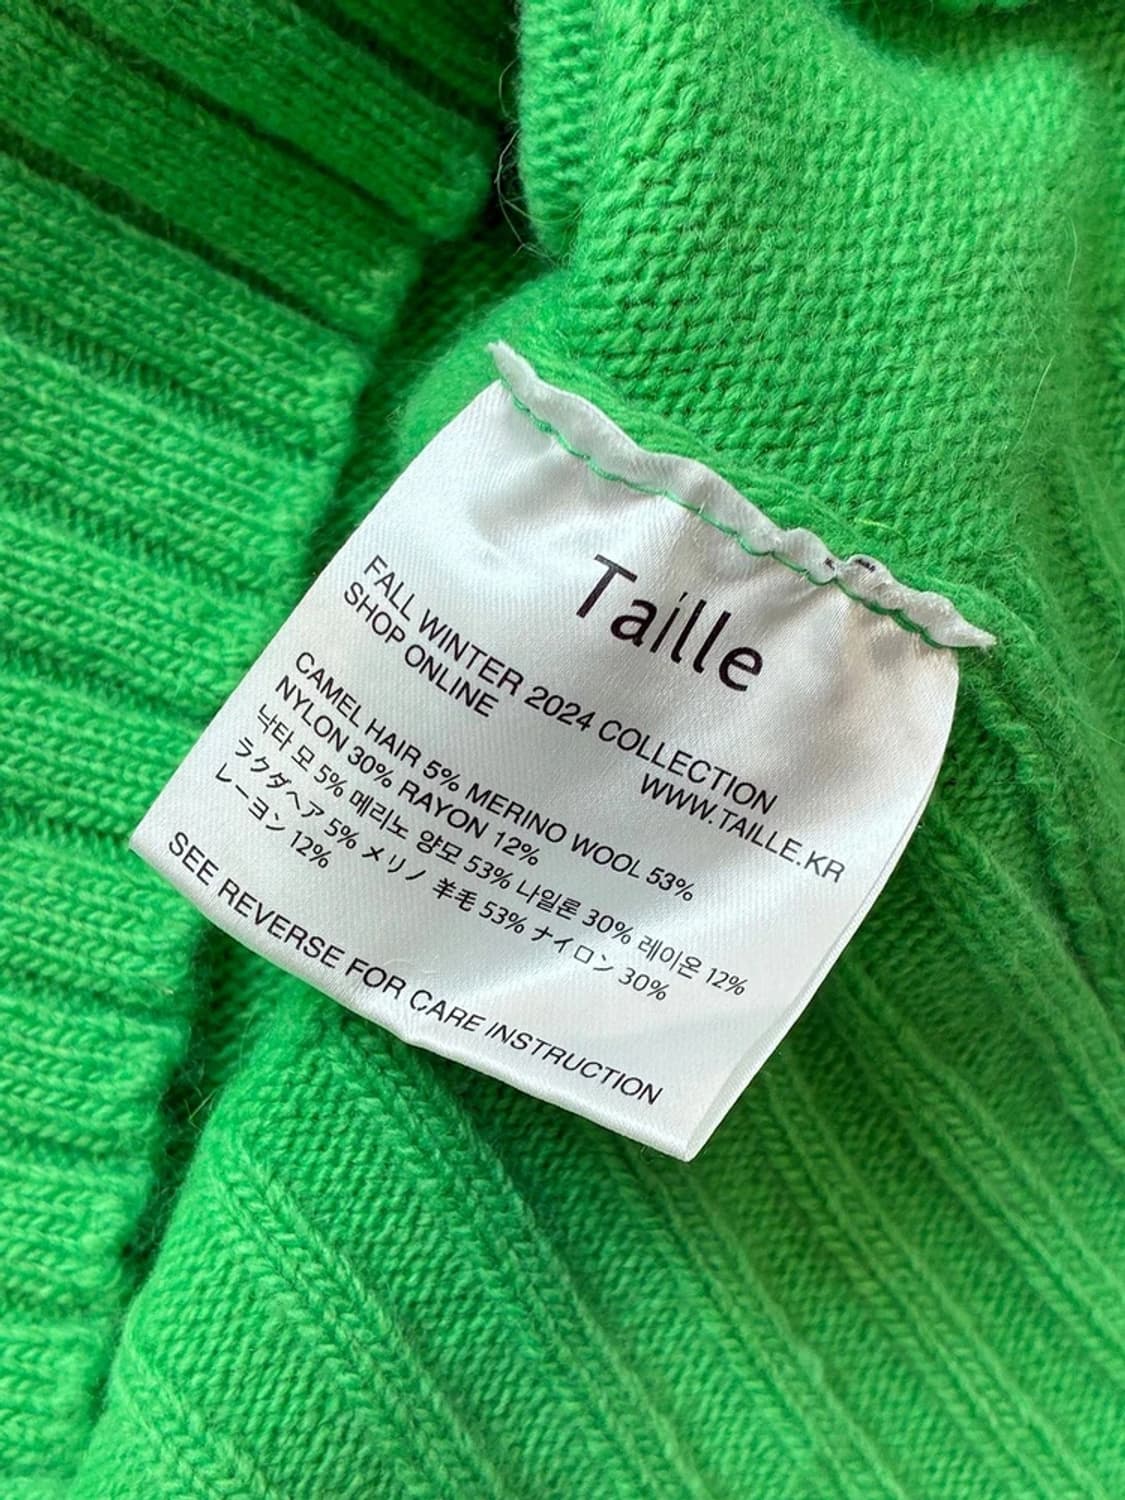 Taille
FALL WINTER 2024 COLLECTION
SHOP ONLINE WWW.TAILLE.KR
CAMEL HAIR 5% MERINO WOOL 53%
NYLON 30% RAYON 12%
낙타 모 5% 메리노 양모 53% 나일론 30% 레이온 12%
ラクダヘア 5% メリノ 羊毛 53% ナイロン 30%
レーヨン 12%
SEE REVERSE FOR CARE INSTRUCTION